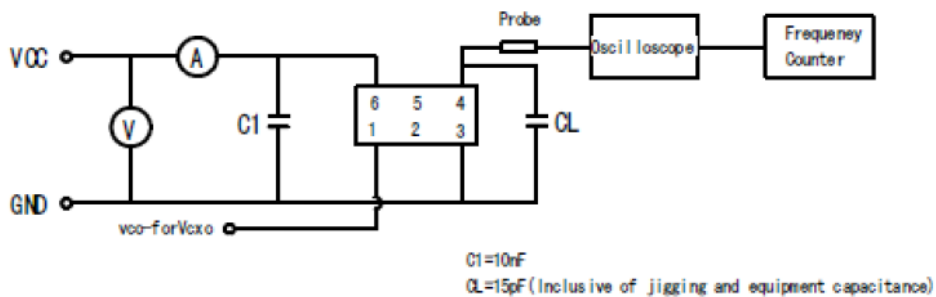 Probe
VCC
A
Oscilloscope
Frequeney
Counter
6 5 4
V
C1
1 2 3
CL
GND
vco-forVcxo
C1=10nF
CL=15pF(Inclusive of jigging and equipment capacitance)